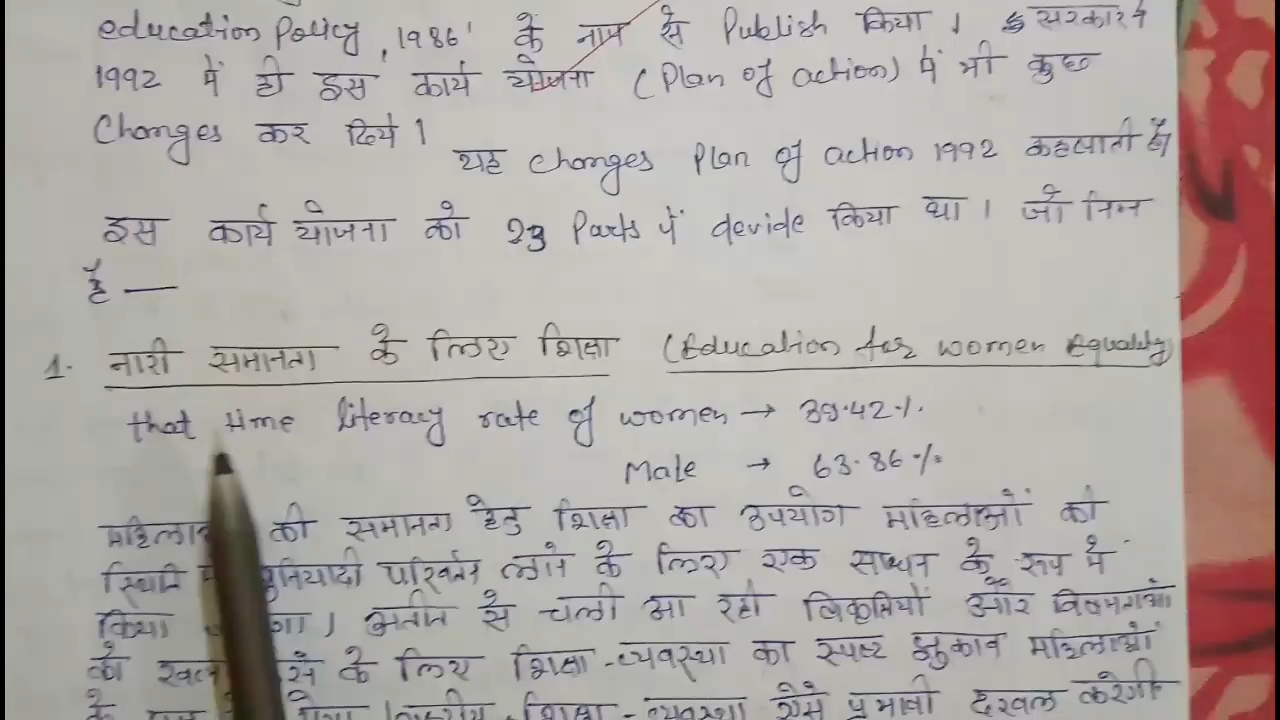 education Policy, 1986' के नाम से Publish किया । सरकार ने
1992 में ही इस कार्य योजना (Plan of action) में भी कुछ
Changes कर दिये ।
यह changes Plan of action 1992 कहलाती है।
इस कार्य योजना को 23 Parts में devide किया था । जो निम्न
है —
1. नारी समानता के लिए शिक्षा (Education for women Equality)
that time literacy rate of women → 39.42%.
Male → 63.86%
की समानता हेतु शिक्षा का उपयोग महिलाओं की
स्थिति परिवर्तन लाने के लिए एक साधन के रूप में
किया अतीत से चली आ रही विकृतियों और विषमताओं
को के लिए शिक्षा-व्यवस्था का स्पष्ट झुकाव महिलाओं
के शिक्षा-व्यवस्था ऐसे प्रभावी दखल करेगी